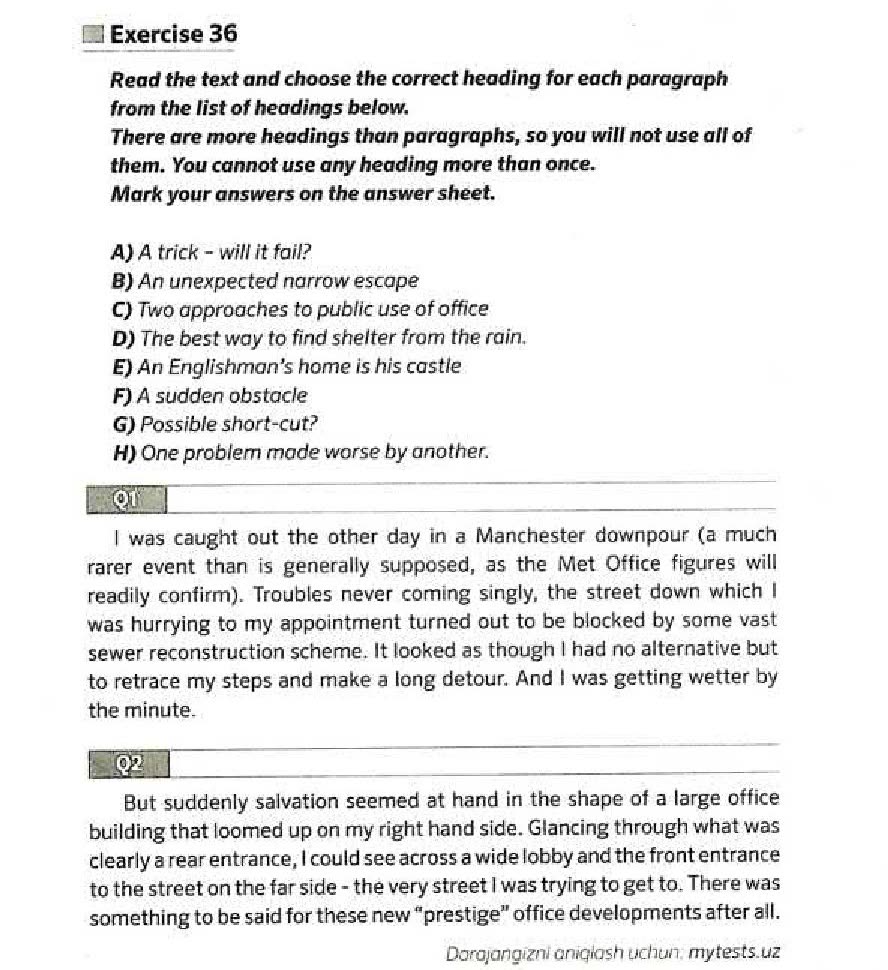 Exercise 36
Read the text and choose the correct heading for each paragraph
from the list of headings below.
There are more headings than paragraphs, so you will not use all of
them. You cannot use any heading more than once.
Mark your answers on the answer sheet.
A) A trick – will it fail?
B) An unexpected narrow escape
C) Two approaches to public use of office
D) The best way to find shelter from the rain.
E) An Englishman's home is his castle
F) A sudden obstacle
G) Possible short-cut?
H) One problem made worse by another.
Q1
I was caught out the other day in a Manchester downpour (a much
rarer event than is generally supposed, as the Met Office figures will
readily confirm). Troubles never coming singly, the street down which I
was hurrying to my appointment turned out to be blocked by some vast
sewer reconstruction scheme. It looked as though I had no alternative but
to retrace my steps and make a long detour. And I was getting wetter by
the minute.
Q2
But suddenly salvation seemed at hand in the shape of a large office
building that loomed up on my right hand side. Glancing through what was
clearly a rear entrance, I could see across a wide lobby and the front entrance
to the street on the far side - the very street I was trying to get to. There was
something to be said for these new "prestige" office developments after all.
Darajangizni aniqlash uchun: mytests.uz